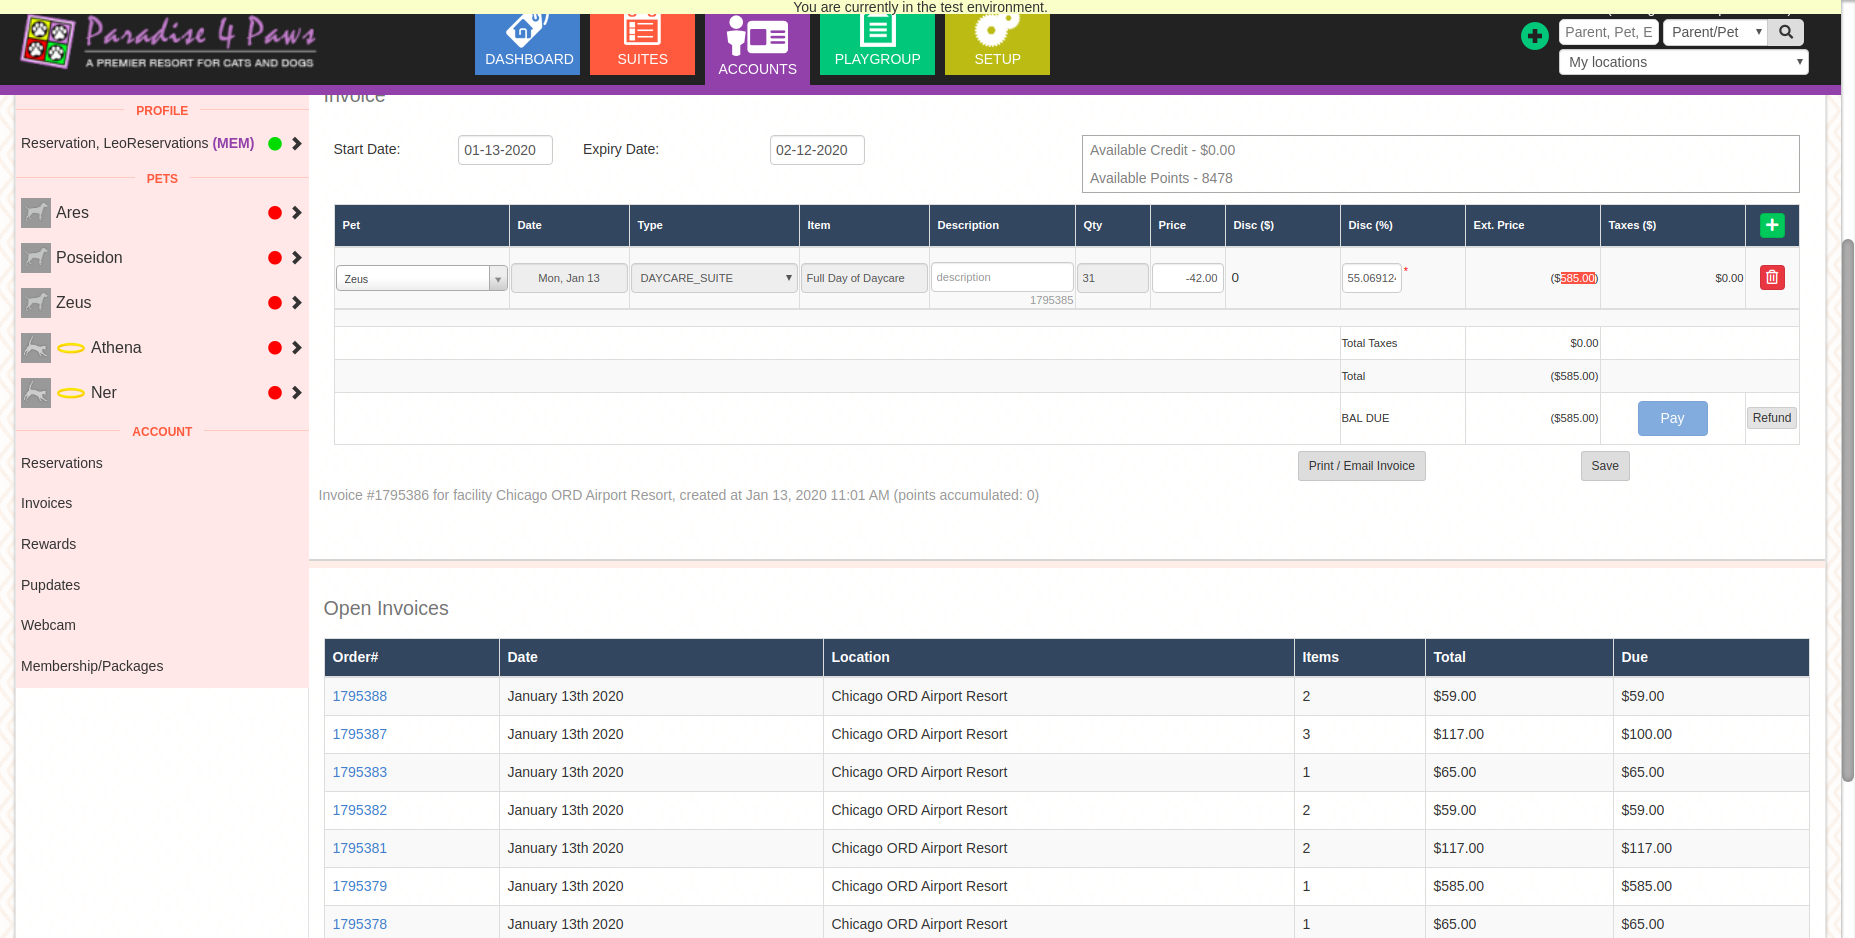 You are currently in the test environment.
Paradise 4 Paws
A PREMIER RESORT FOR CATS AND DOGS
DASHBOARD
SUITES
ACCOUNTS
PLAYGROUP
SETUP
Parent, Pet, E
Parent/Pet
My locations
PROFILE
Reservation, LeoReservations (MEM)
PETS
Ares
Poseidon
Zeus
Athena
Ner
ACCOUNT
Reservations
Invoices
Rewards
Pupdates
Webcam
Membership/Packages
Invoice
Start Date: 01-13-2020 Expiry Date: 02-12-2020
Available Credit - $0.00
Available Points - 8478
Pet Date Type Item Description Qty Price Disc ($) Disc (%) Ext. Price Taxes ($)
Zeus Mon, Jan 13 DAYCARE_SUITE Full Day of Daycare description 31 -42.00 0 55.069124 * ($585.00) $0.00
1795385
Total Taxes $0.00
Total ($585.00)
BAL DUE ($585.00) Pay Refund
Print / Email Invoice Save
Invoice #1795386 for facility Chicago ORD Airport Resort, created at Jan 13, 2020 11:01 AM (points accumulated: 0)
Open Invoices
Order# Date Location Items Total Due
1795388 January 13th 2020 Chicago ORD Airport Resort 2 $59.00 $59.00
1795387 January 13th 2020 Chicago ORD Airport Resort 3 $117.00 $100.00
1795383 January 13th 2020 Chicago ORD Airport Resort 1 $65.00 $65.00
1795382 January 13th 2020 Chicago ORD Airport Resort 2 $59.00 $59.00
1795381 January 13th 2020 Chicago ORD Airport Resort 2 $117.00 $117.00
1795379 January 13th 2020 Chicago ORD Airport Resort 1 $585.00 $585.00
1795378 January 13th 2020 Chicago ORD Airport Resort 1 $65.00 $65.00